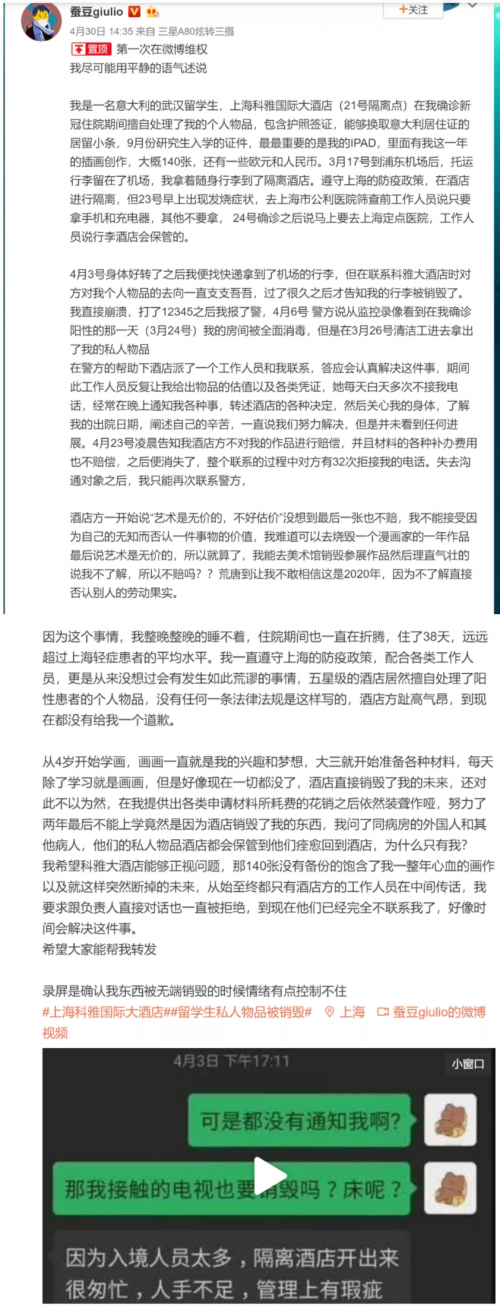 蚕豆giulio
+关注
4月30日 14:35 来自 三星A80炫转三摄
置顶 第一次在微博维权
我尽可能用平静的语气述说
我是一名意大利的武汉留学生，上海科雅国际大酒店（21号隔离点）在我确诊新
冠住院期间擅自处理了我的个人物品，包含护照签证，能够换取意大利居住证的
居留小条，9月份研究生入学的证件，最最重要的是我的IPAD，里面有我这一年
的插画创作，大概140张，还有一些欧元和人民币。3月17号到浦东机场后，托运
行李留在了机场，我拿着随身行李到了隔离酒店。遵守上海的防疫政策，在酒店
进行隔离，但23号早上出现发烧症状，去上海市公利医院筛查前工作人员说只要
拿手机和充电器，其他不要拿， 24号确诊之后说马上要去上海定点医院，工作人
员说行李酒店会保管的。
4月3号身体好转了之后我便找快递拿到了机场的行李，但在联系科雅大酒店时对
方对我个人物品的去向一直支支吾吾，过了很久之后才告知我的行李被销毁了。
我直接崩溃，打了12345之后我报了警，4月6号 警方说从监控录像看到在我确诊
阳性的那一天（3月24号）我的房间被全面消毒，但是在3月26号清洁工进去拿出
了我的私人物品
在警方的帮助下酒店派了一个工作人员和我联系，答应会认真解决这件事，期间
此工作人员反复让我给出物品的估值以及各类凭证，她每天白天多次不接我电
话，经常在晚上通知我各种事，转述酒店的各种决定，然后关心我的身体，了解
我的出院日期，阐述自己的辛苦，一直说我们努力解决，但是并未看到任何进
展。4月23号凌晨告知我酒店方不对我的作品进行赔偿，并且材料的各种补办费用
也不赔偿，之后便消失了，整个联系的过程中对方有32次拒接我的电话。失去沟
通对象之后，我只能再次联系警方，
酒店方一开始说“艺术是无价的，不好估价”没想到最后一张也不赔，我不能接受因
为自己的无知而否认一件事物的价值，我难道可以去烧毁一个漫画家的一年作品
最后说艺术是无价的，所以就算了，我能去美术馆销毁参展作品然后理直气壮的
说我不了解，所以不赔吗？？荒唐到让我不敢相信这是2020年，因为不了解直接
否认别人的劳动果实。
因为这个事情，我整晚整晚的睡不着，住院期间也一直在折腾，住了38天，远远
超过上海轻症患者的平均水平。我一直遵守上海的防疫政策，配合各类工作人
员，更是从来没想过会有发生如此荒谬的事情，五星级的酒店居然擅自处理了阳
性患者的个人物品，没有任何一条法律法规是这样写的，酒店方趾高气昂，到现
在都没有给我一个道歉。
从4岁开始学画，画画一直就是我的兴趣和梦想，大三就开始准备各种材料，每天
除了学习就是画画，但是好像现在一切都没了，酒店直接销毁了我的未来，还对
此不以为然，在我提供出各类申请材料所耗费的花销之后依然装聋作哑，努力了
两年最后不能上学竟然是因为酒店销毁了我的东西，我问了同病房的外国人和其
他病人，他们的私人物品酒店都会保管到他们痊愈回到酒店，为什么只有我？
我希望科雅大酒店能够正视问题，那140张没有备份的饱含了我一整年心血的画作
以及就这样突然断掉的未来，从始至终都只有酒店方的工作人员在中间传话，我
要求跟负责人直接对话也一直被拒绝，到现在他们已经完全不联系我了，好像时
间会解决这件事。
希望大家能帮我转发
录屏是确认我东西被无端销毁的时候情绪有点控制不住
#上海科雅国际大酒店##留学生私人物品被销毁# 上海 蚕豆giulio的微博
视频
4月3日 下午17:11
小窗口
可是都没有通知我啊?
那我接触的电视也要销毁吗？床呢？
因为入境人员太多，隔离酒店开出来
很匆忙，人手不足，管理上有瑕疵